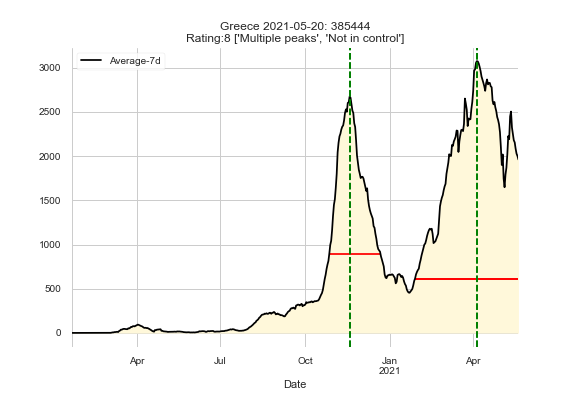 Greece 2021-05-20: 385444
Rating:8 ['Multiple peaks', 'Not in control']
Average-7d
3000
2500
2000
1500
1000
500
0
Apr
Jul
Oct
Jan
2021
Apr
Date